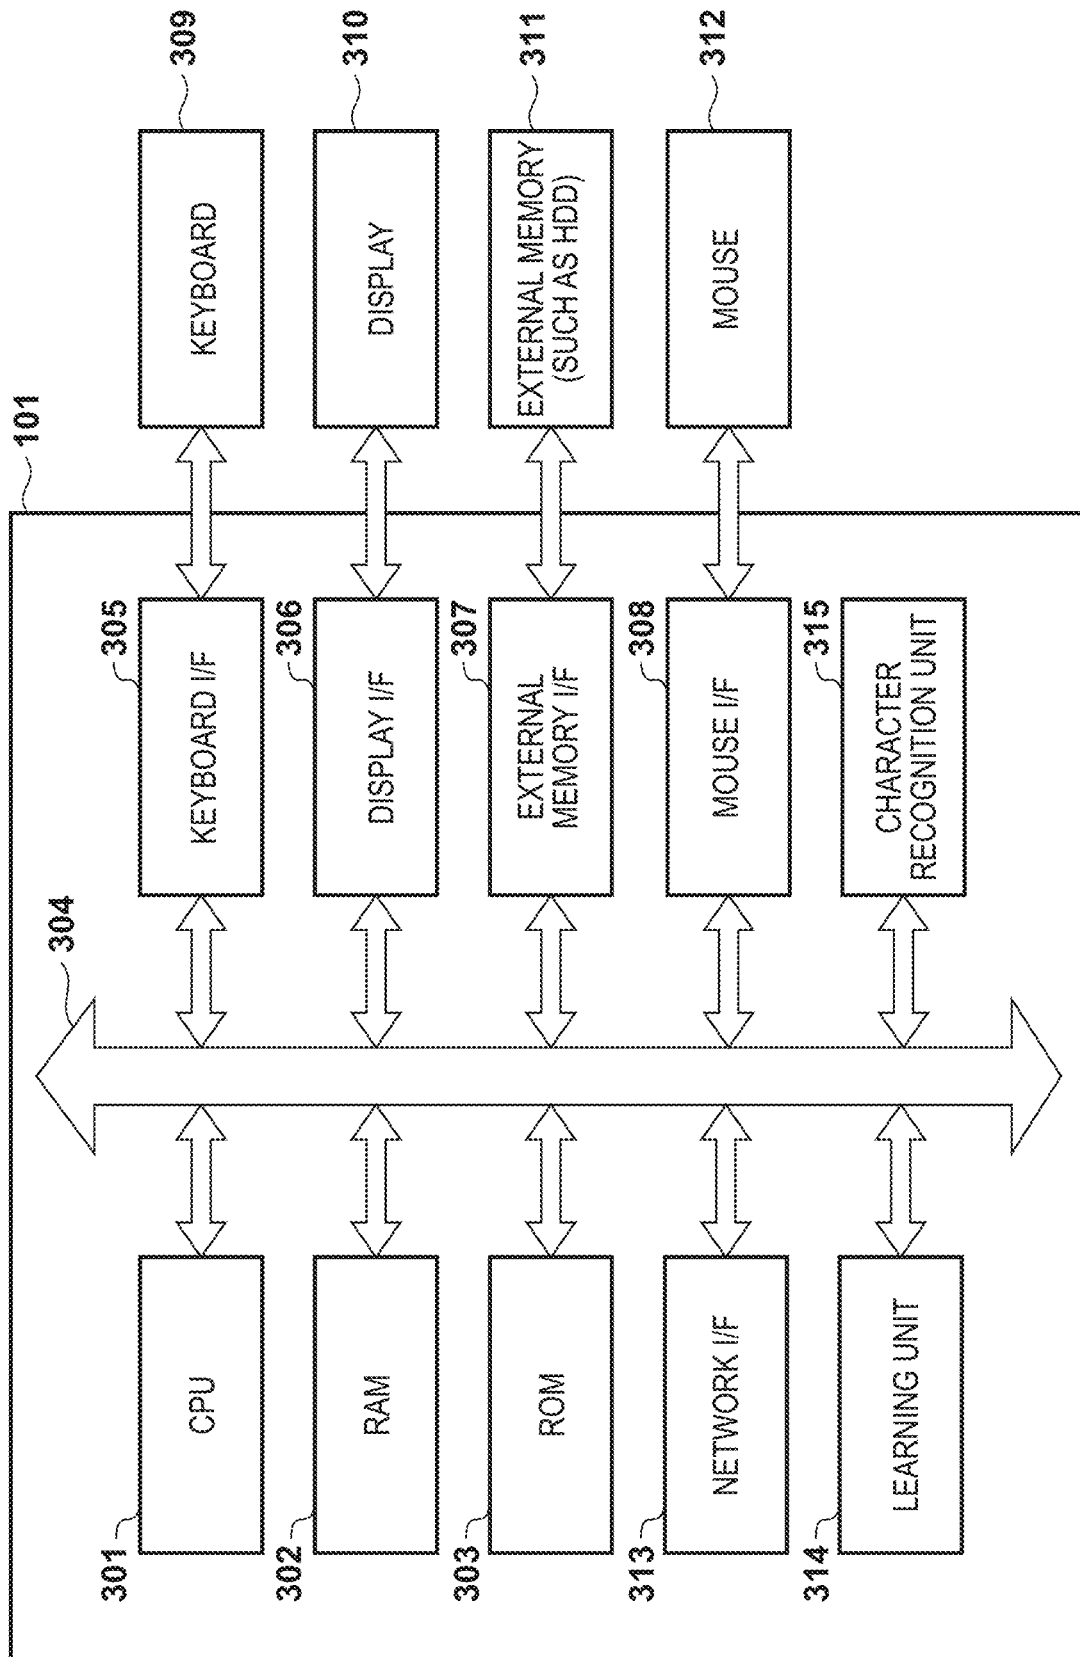 101
304
301
CPU
305
KEYBOARD I/F
309
KEYBOARD
302
RAM
306
DISPLAY I/F
310
DISPLAY
303
ROM
307
EXTERNAL
MEMORY I/F
311
EXTERNAL MEMORY
(SUCH AS HDD)
313
NETWORK I/F
308
MOUSE I/F
312
MOUSE
314
LEARNING UNIT
315
CHARACTER
RECOGNITION UNIT